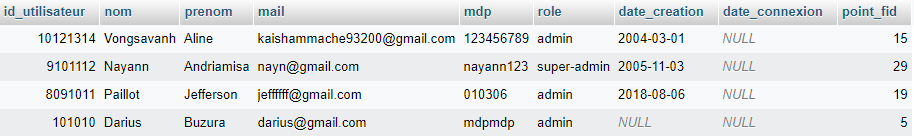 id_utilisateur nom prenom mail mdp role date_creation date_connexion point_fid
10121314 Vongsavanh Aline kaishammache93200@gmail.com 123456789 admin 2004-03-01 NULL 15
9101112 Nayann Andriamisa nayn@gmail.com nayann123 super-admin 2005-11-03 NULL 29
8091011 Paillot Jefferson jeffffff@gmail.com 010306 admin 2018-08-06 NULL 19
101010 Darius Buzura darius@gmail.com mdpmdp admin NULL NULL 5